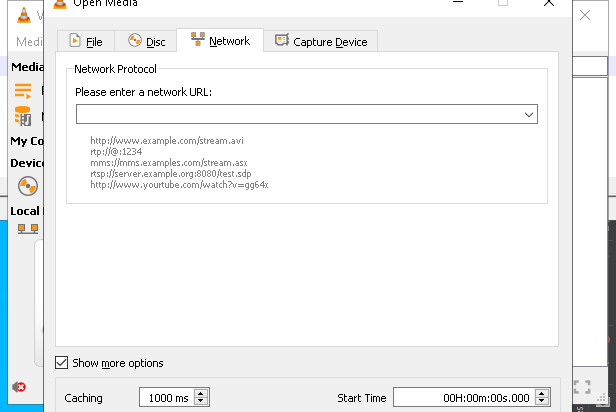 Open Media
V
Medi
File
Disc
Network
Capture Device
Media
My Co
Device
Local
Network Protocol
Please enter a network URL:
http://www.example.com/stream.avi
rtp://@:1234
mms://mms.examples.com/stream.asx
rtsp://server.example.org:8080/test.sdp
http://www.yourtube.com/watch?v=gg64x
Show more options
Caching
1000 ms
Start Time
00H:00m:00s.000